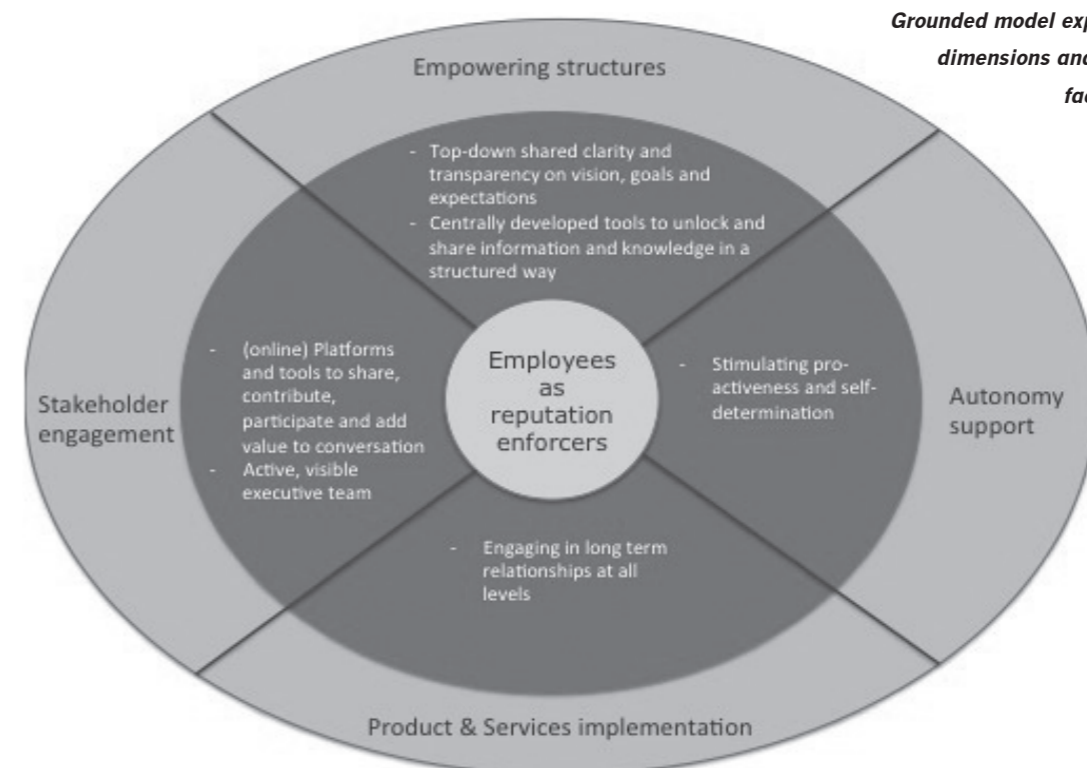 Grounded model
dimensions and
Empowering structures
- Top-down shared clarity and
transparency on vision, goals and
expectations
- Centrally developed tools to unlock and
share information and knowledge in a
structured way
Stakeholder
engagement
- (online) Platforms
and tools to share,
contribute,
participate and add
value to conversation
- Active, visible
executive team
Employees
as
reputation
enforcers
- Stimulating pro-
activeness and self-
determination
Autonomy
support
- Engaging in long term
relationships at all
levels
Product & Services implementation